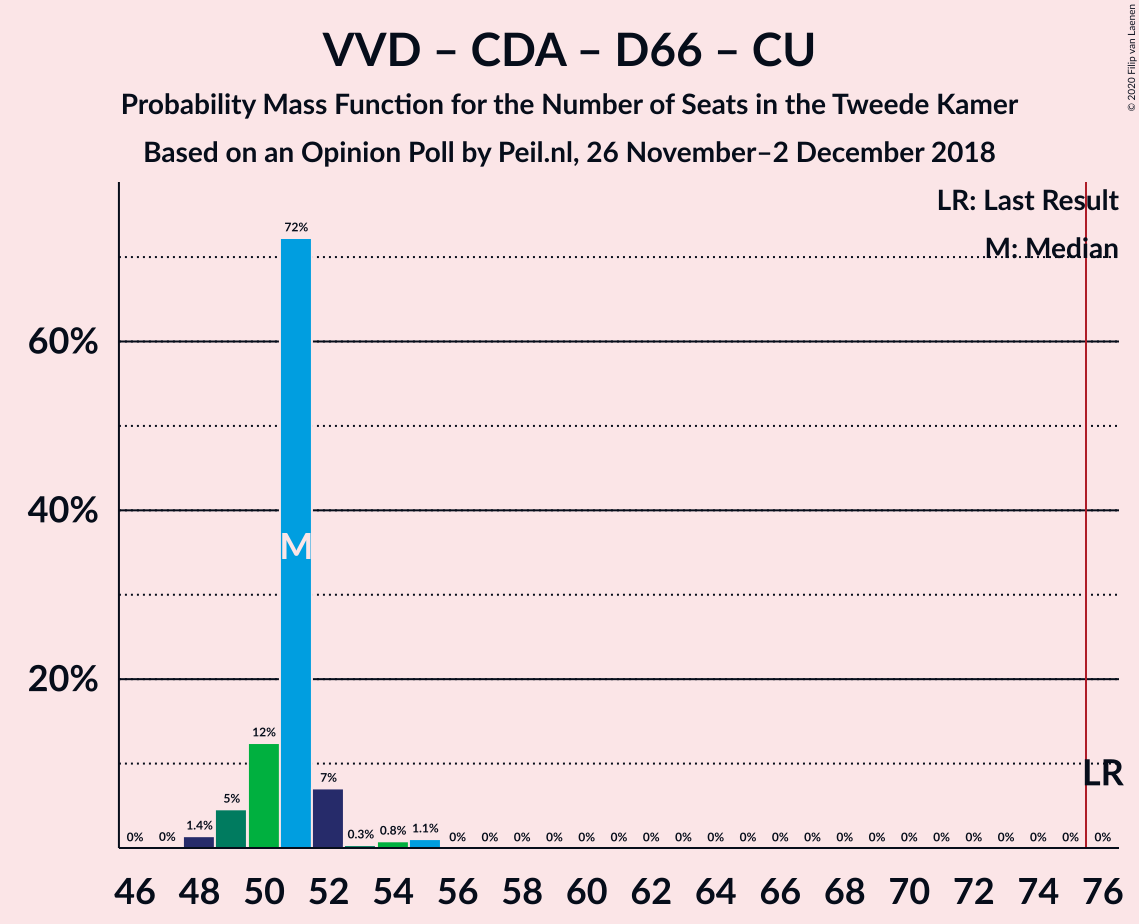 © 2020 Filip van Laenen
VVD – CDA – D66 – CU
Probability Mass Function for the Number of Seats in the Tweede Kamer
Based on an Opinion Poll by Peil.nl, 26 November–2 December 2018
LR: Last Result
M: Median
60%
40%
20%
0% 0% 1.4% 5% 12% 72% 7% 0.3% 0.8% 1.1% 0% 0% 0% 0% 0% 0% 0% 0% 0% 0% 0% 0% 0% 0% 0% 0% 0% 0% 0% 0% 0%
M
LR
46 48 50 52 54 56 58 60 62 64 66 68 70 72 74 76